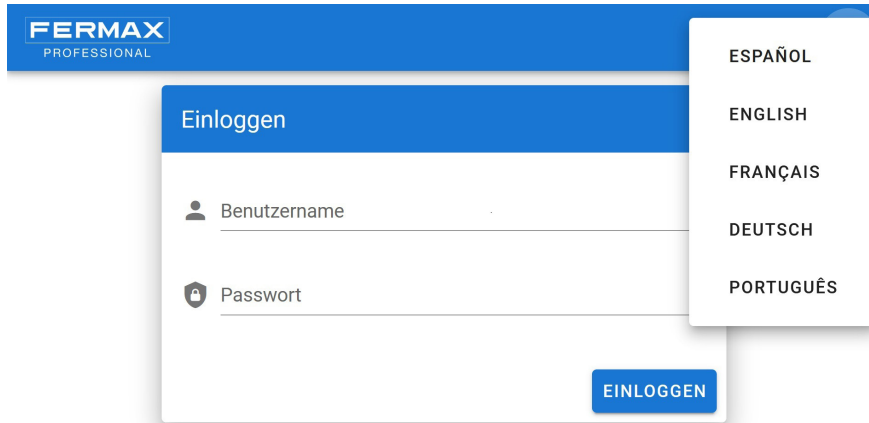 FERMAX
PROFESSIONAL
ESPAÑOL
ENGLISH
FRANÇAIS
DEUTSCH
PORTUGUÊS
Einloggen
Benutzername
Passwort
EINLOGGEN